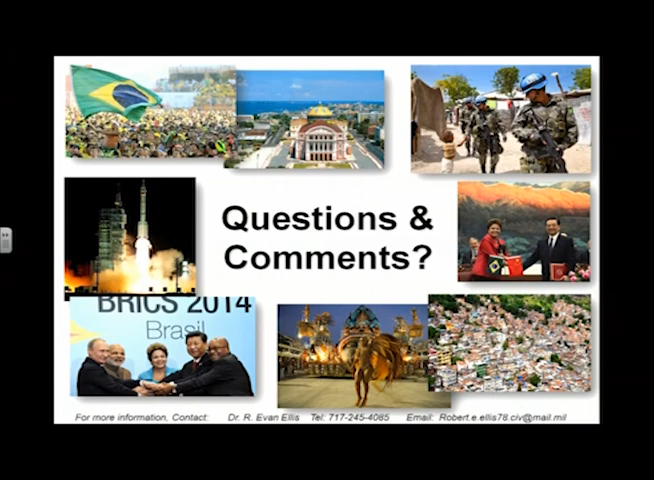 Questions &
Comments?
BRICS 2014
Brasil
For more information, Contact: Dr. R. Evan Ellis Tel: 717-245-4085 Email: Robert.e.ellis78.civ@mail.mil